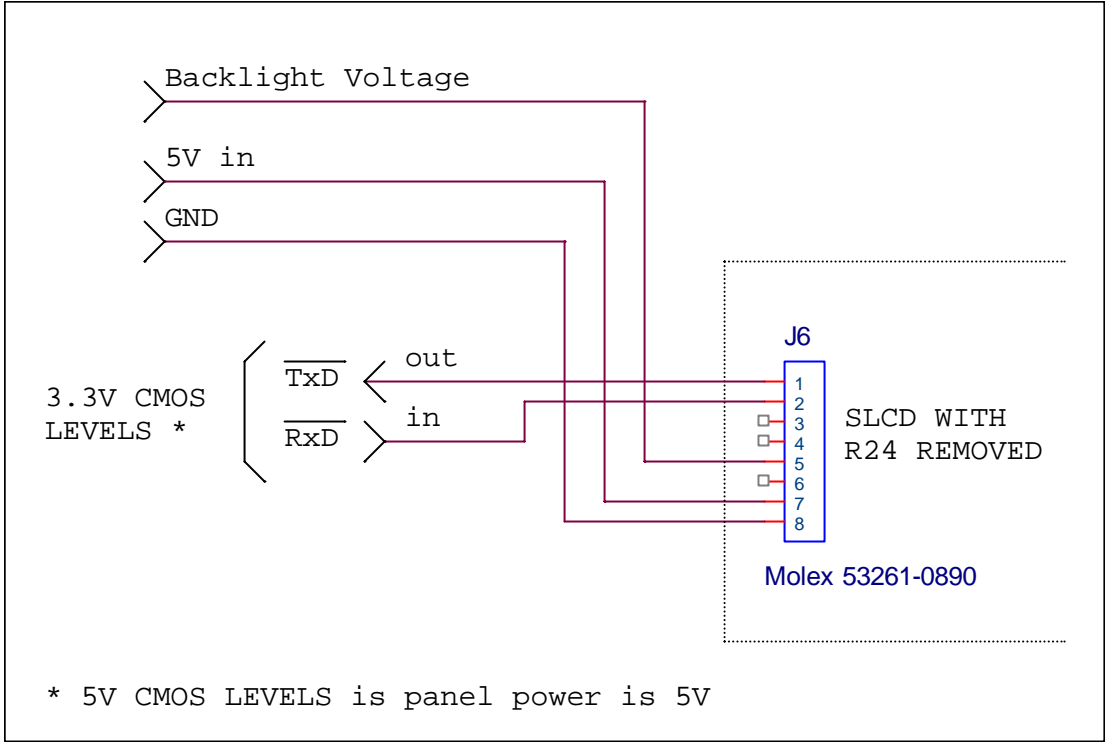 Backlight Voltage
5V in
GND
J6
out
TxD
3.3V CMOS
LEVELS *
in
RxD
1
2
3
4
5
6
7
8
SLCD WITH
R24 REMOVED
Molex 53261-0890
* 5V CMOS LEVELS is panel power is 5V